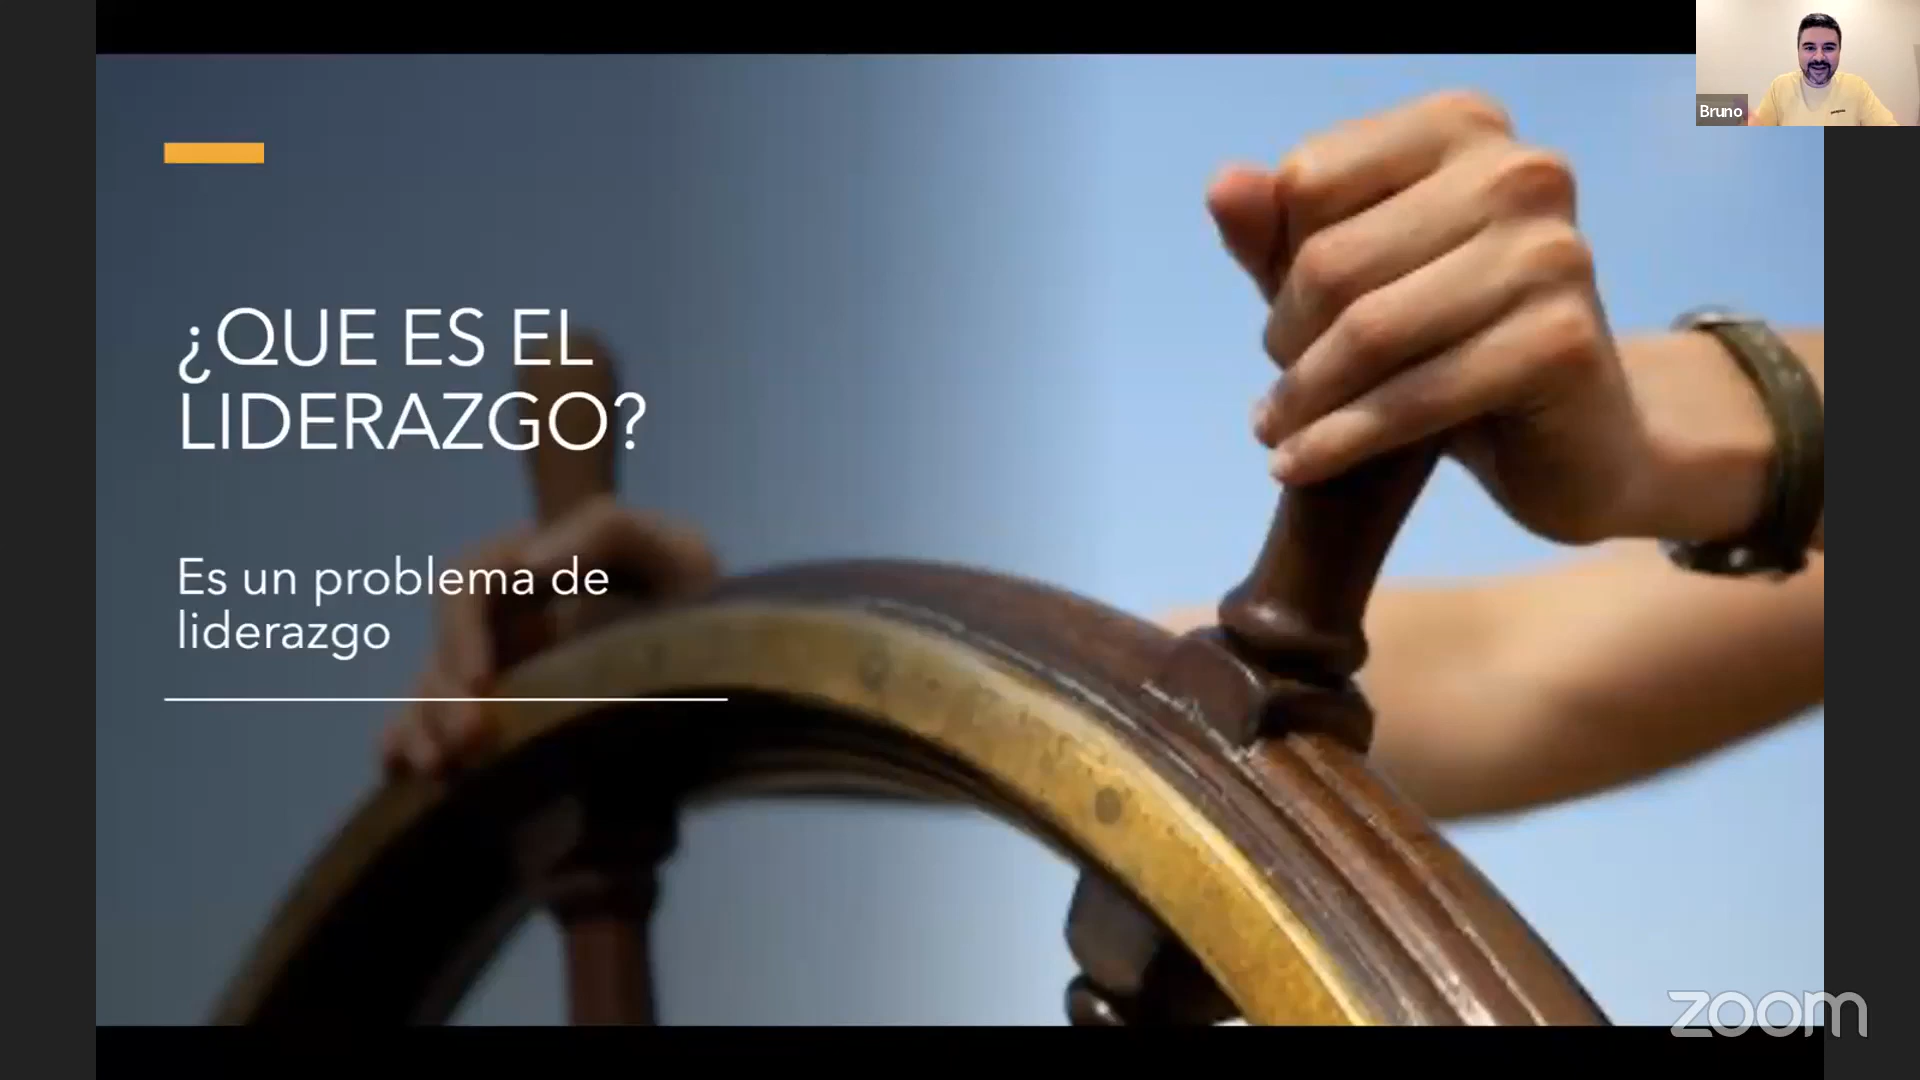 Bruno
¿QUE ES EL
LIDERAZGO?
Es un problema de
liderazgo
zoom